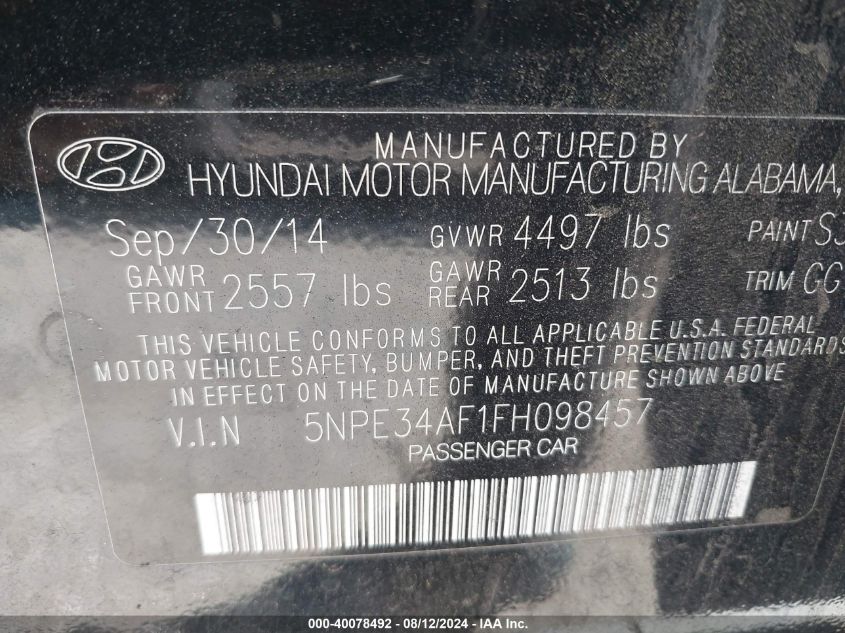 MANUFACTURED BY
HYUNDAI MOTOR MANUFACTURING ALABAMA,
Sep/30/14 GVWR 4497 lbs PAINT
GAWR FRONT 2557 lbs GAWR REAR 2513 lbs TRIM GG
THIS VEHICLE CONFORMS TO ALL APPLICABLE U.S.A. FEDERAL
MOTOR VEHICLE SAFETY, BUMPER, AND THEFT PREVENTION STANDARDS
IN EFFECT ON THE DATE OF MANUFACTURE SHOWN ABOVE
V.I.N 5NPE34AF1FH098457
PASSENGER CAR
000-40078492 - 08/12/2024 - IAA Inc.